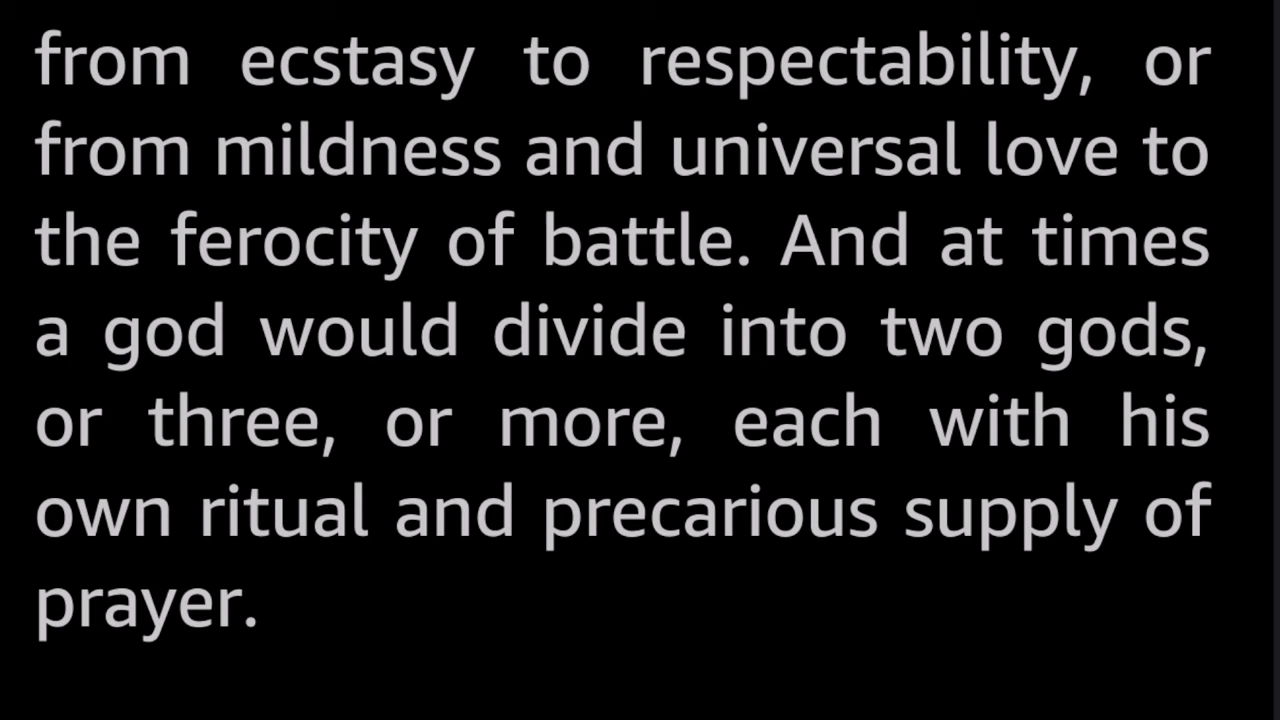 from ecstasy to respectability, or
from mildness and universal love to
the ferocity of battle. And at times
a god would divide into two gods,
or three, or more, each with his
own ritual and precarious supply of
prayer.